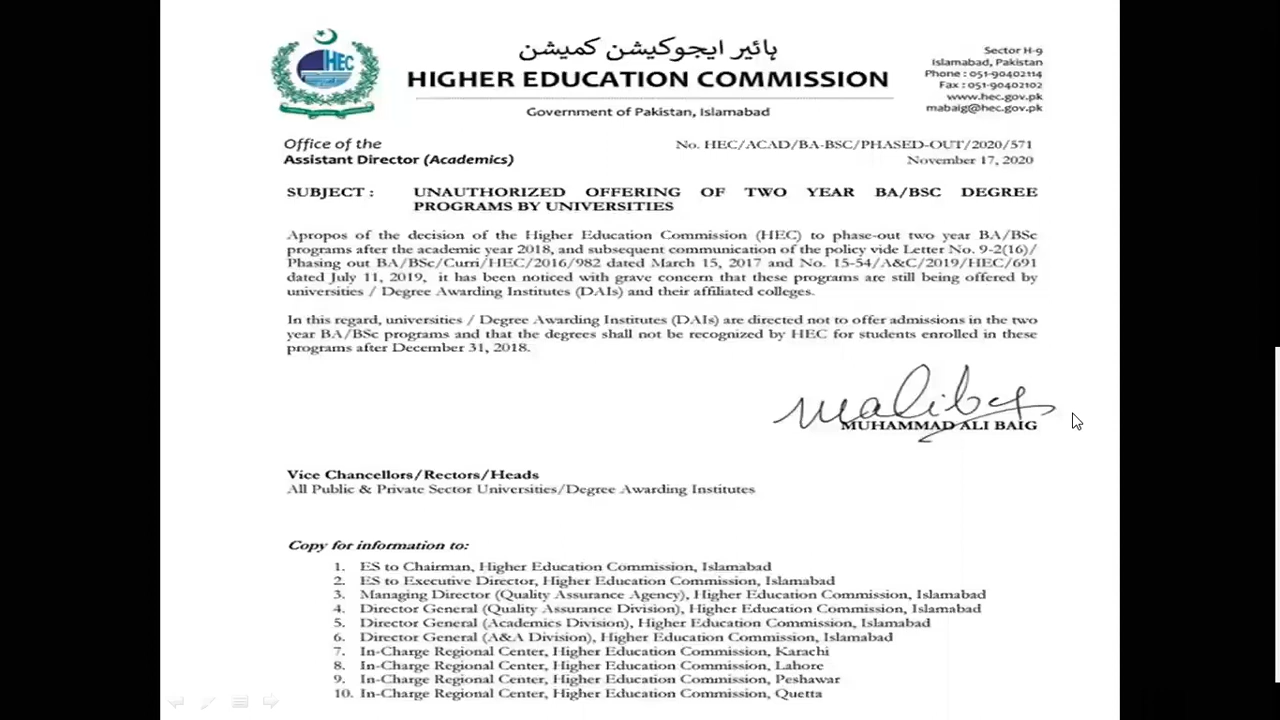 HEC
ہائیر ایجوکیشن کمیشن
HIGHER EDUCATION COMMISSION
Government of Pakistan, Islamabad
Sector H-9
Islamabad, Pakistan
Phone : 051-90402114
Fax : 051-90402102
www.hec.gov.pk
mabaig@hec.gov.pk
Office of the
Assistant Director (Academics)
No. HEC/ACAD/BA-BSC/PHASED-OUT/2020/571
November 17, 2020
SUBJECT : UNAUTHORIZED OFFERING OF TWO YEAR BA/BSC DEGREE
PROGRAMS BY UNIVERSITIES
Apropos of the decision of the Higher Education Commission (HEC) to phase-out two year BA/BSc
programs after the academic year 2018, and subsequent communication of the policy vide Letter No. 9-2(16)/
Phasing out BA/BSc/Curri/HEC/2016/982 dated March 15, 2017 and No. 15-54/A&C/2019/HEC/691
dated July 11, 2019, it has been noticed with grave concern that these programs are still being offered by
universities / Degree Awarding Institutes (DAIs) and their affiliated colleges.
In this regard, universities / Degree Awarding Institutes (DAIs) are directed not to offer admissions in the two
year BA/BSc programs and that the degrees shall not be recognized by HEC for students enrolled in these
programs after December 31, 2018.
MUHAMMAD ALI BAIG
Vice Chancellors/Rectors/Heads
All Public & Private Sector Universities/Degree Awarding Institutes
Copy for information to:
1. ES to Chairman, Higher Education Commission, Islamabad
2. ES to Executive Director, Higher Education Commission, Islamabad
3. Managing Director (Quality Assurance Agency), Higher Education Commission, Islamabad
4. Director General (Quality Assurance Division), Higher Education Commission, Islamabad
5. Director General (Academics Division), Higher Education Commission, Islamabad
6. Director General (A&A Division), Higher Education Commission, Islamabad
7. In-Charge Regional Center, Higher Education Commission, Karachi
8. In-Charge Regional Center, Higher Education Commission, Lahore
9. In-Charge Regional Center, Higher Education Commission, Peshawar
10. In-Charge Regional Center, Higher Education Commission, Quetta